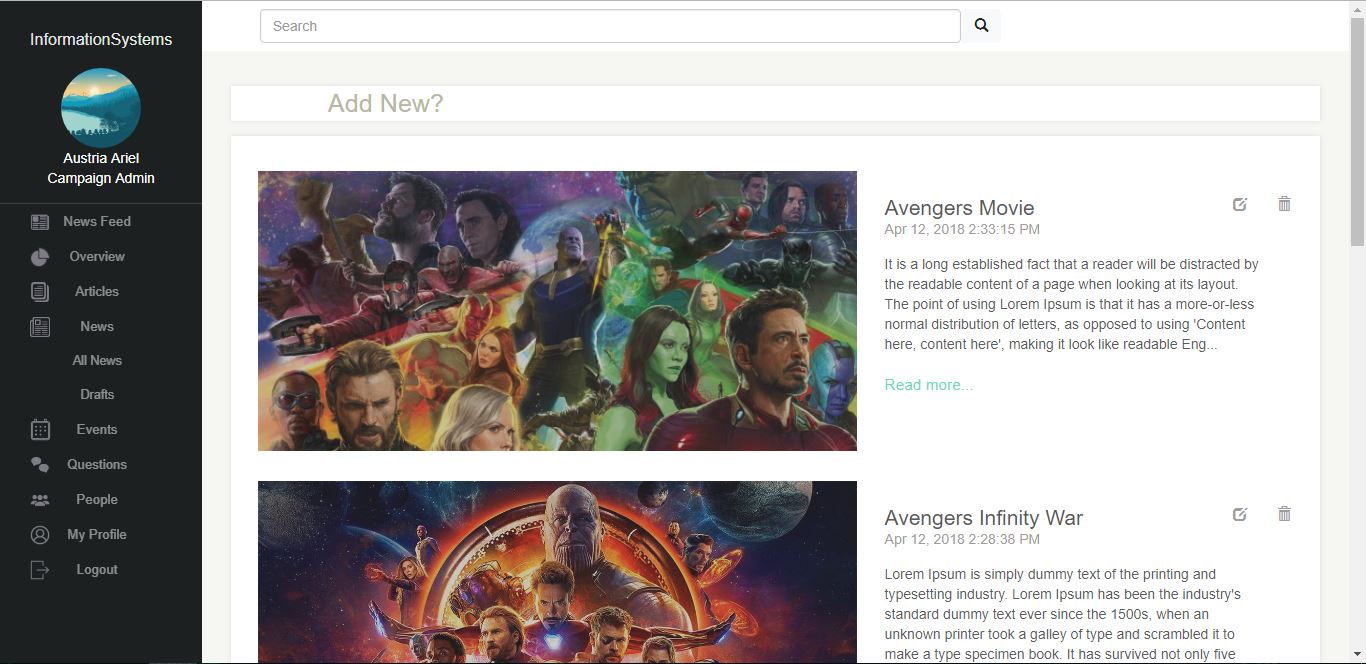 InformationSystems
Austria Ariel
Campaign Admin
News Feed
Overview
Articles
News
All News
Drafts
Events
Questions
People
My Profile
Logout
Search
Add New?
Avengers Movie
Apr 12, 2018 2:33:15 PM
It is a long established fact that a reader will be distracted by
the readable content of a page when looking at its layout.
The point of using Lorem Ipsum is that it has a more-or-less
normal distribution of letters, as opposed to using 'Content
here, content here', making it look like readable Eng...
Read more...
Avengers Infinity War
Apr 12, 2018 2:28:38 PM
Lorem Ipsum is simply dummy text of the printing and
typesetting industry. Lorem Ipsum has been the industry's
standard dummy text ever since the 1500s, when an
unknown printer took a galley of type and scrambled it to
make a type specimen book. It has survived not only five